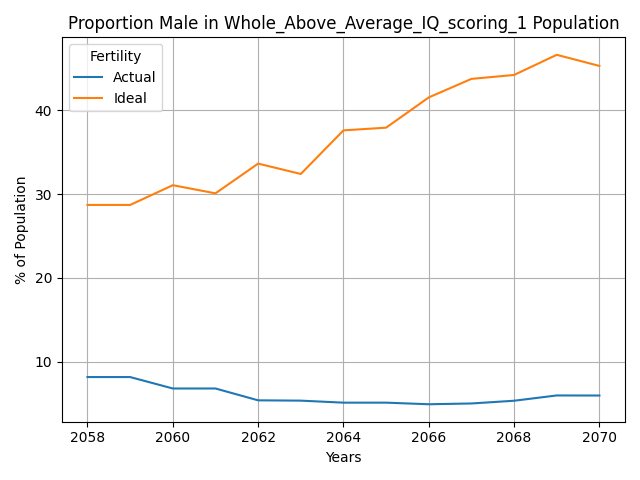 Proportion Male in Whole_Above_Average_IQ_scoring_1 Population
Fertility
Actual
Ideal
% of Population
40
30
20
10
2058 2060 2062 2064 2066 2068 2070
Years